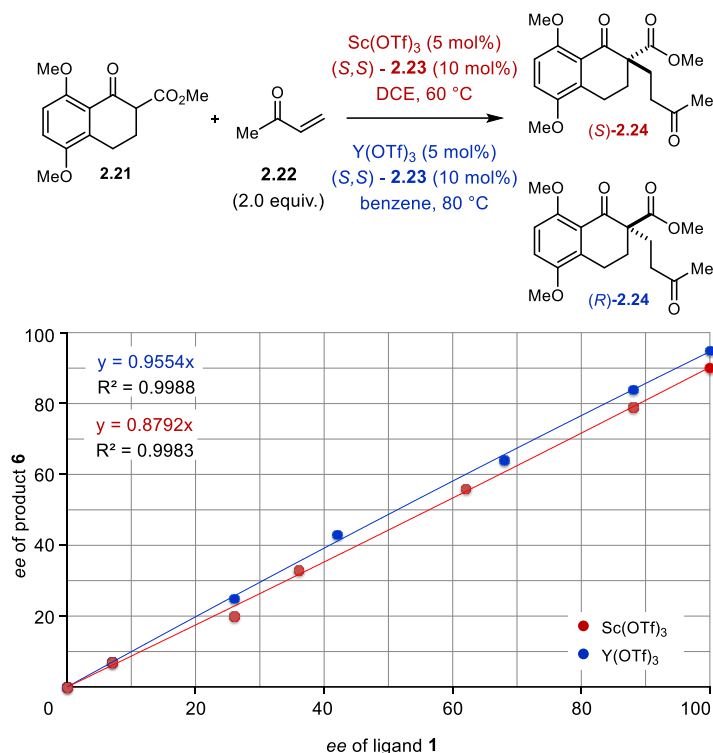 Sc(OTf)3 (5 mol%)
(S,S) - 2.23 (10 mol%)
DCE, 60 °C
Y(OTf)3 (5 mol%)
(S,S) - 2.23 (10 mol%)
benzene, 80 °C
MeO
O
CO2Me
MeO
2.21
+
O
Me
2.22
(2.0 equiv.)
MeO
O
O
OMe
Me
MeO
O
(S)-2.24
MeO
O
O
OMe
Me
MeO
O
(R)-2.24
100
80
60
40
20
0
20
40
60
80
100
y = 0.9554x
R² = 0.9988
y = 0.8792x
R² = 0.9983
Sc(OTf)3
Y(OTf)3
ee of product 6
ee of ligand 1